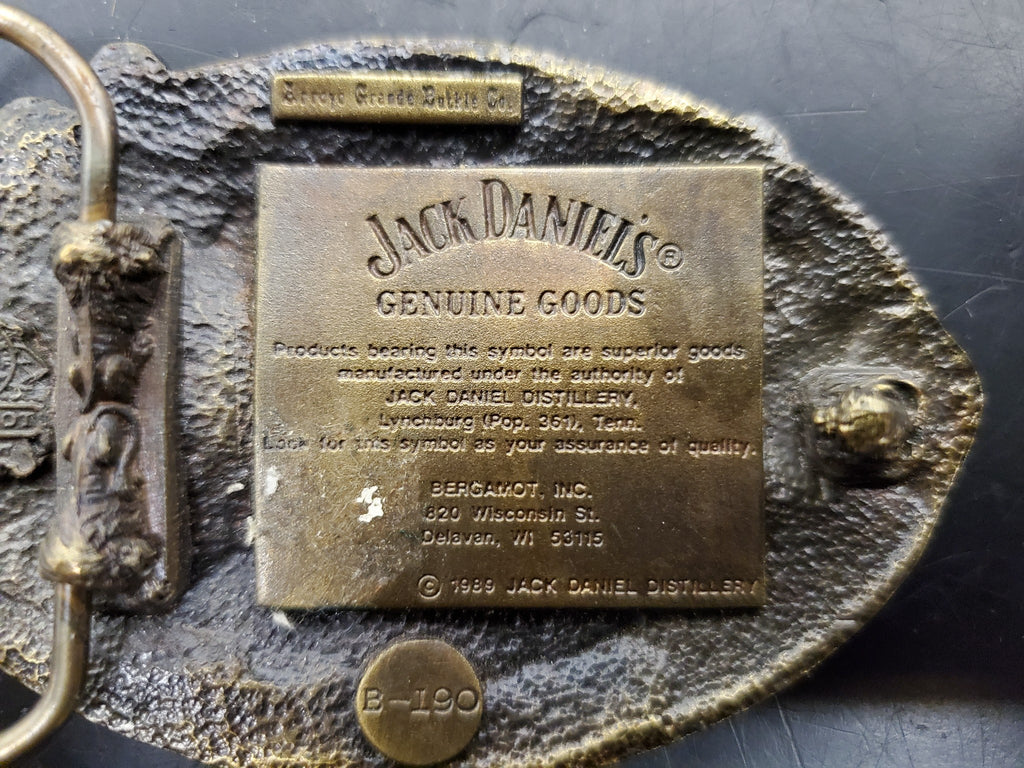 Arroyo Grande Buckle Co.
JACK DANIEL'S®
GENUINE GOODS
Products bearing this symbol are superior goods
manufactured under the authority of
JACK DANIEL DISTILLERY,
Lynchburg (Pop. 361), Tenn.
Look for this symbol as your assurance of quality.
BERGAMOT, INC.
820 Wisconsin St.
Delavan, WI 53115
© 1989 JACK DANIEL DISTILLERY
B-190